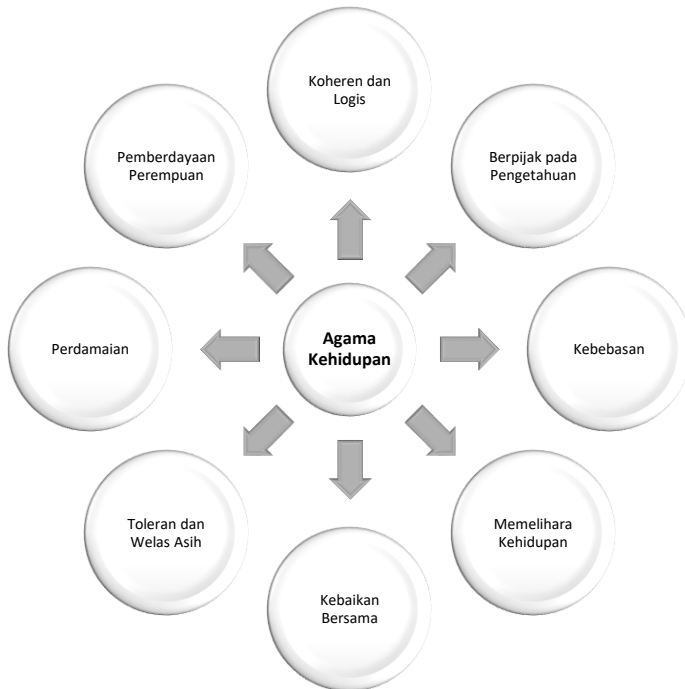 Koheren dan
Logis
Berpijak pada
Pengetahuan
Kebebasan
Memelihara
Kehidupan
Kebaikan
Bersama
Toleran dan
Welas Asih
Perdamaian
Pemberdayaan
Perempuan
Agama
Kehidupan